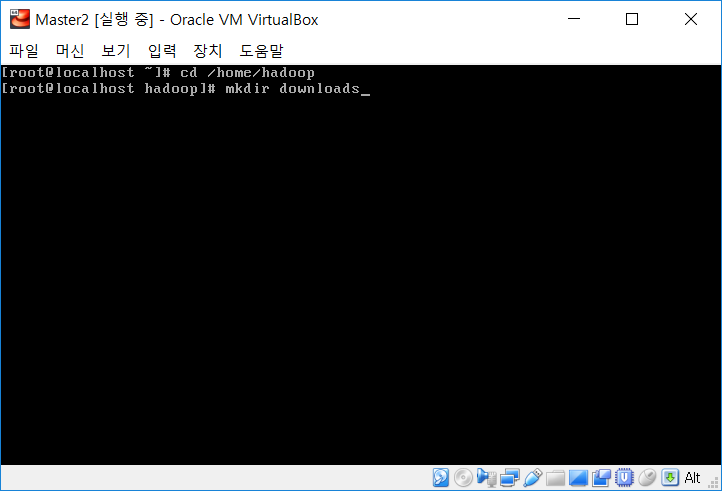 Master2 [실행 중] - Oracle VM VirtualBox
파일 머신 보기 입력 장치 도움말
[root@localhost ~]# cd /home/hadoop
[root@localhost hadoop]# mkdir downloads_
Alt